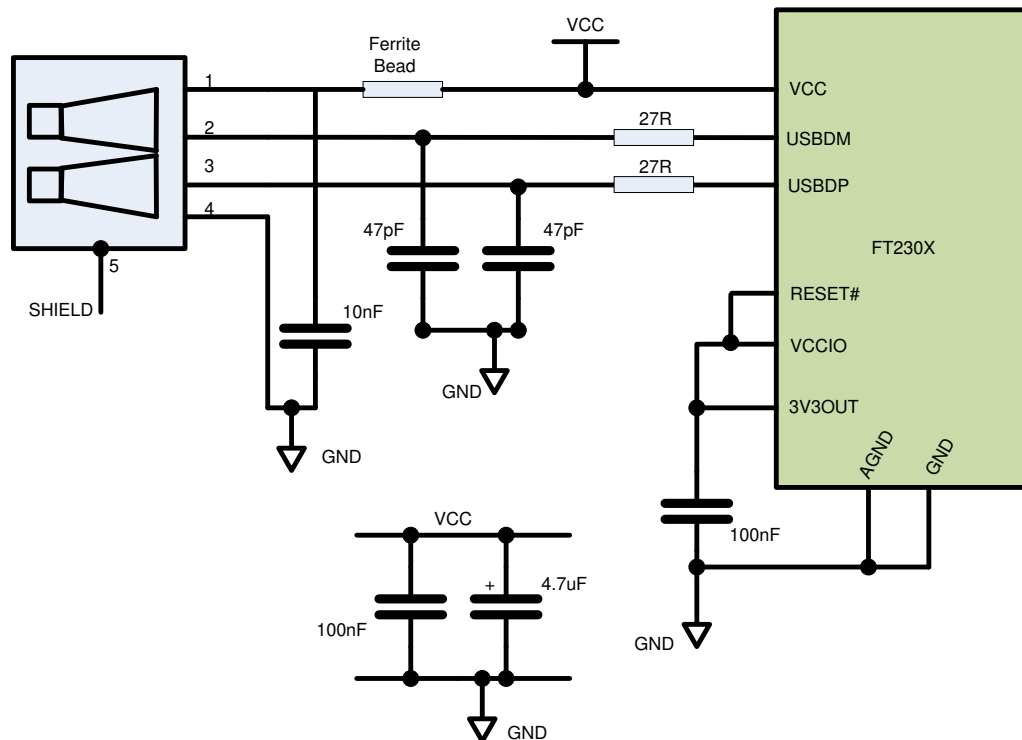 VCC
Ferrite
Bead
1
VCC
2
27R
USBDM
3
27R
USBDP
4
47pF
47pF
FT230X
5
SHIELD
RESET#
10nF
VCCIO
GND
3V3OUT
GND
AGND
GND
VCC
100nF
+
4.7uF
100nF
GND
GND